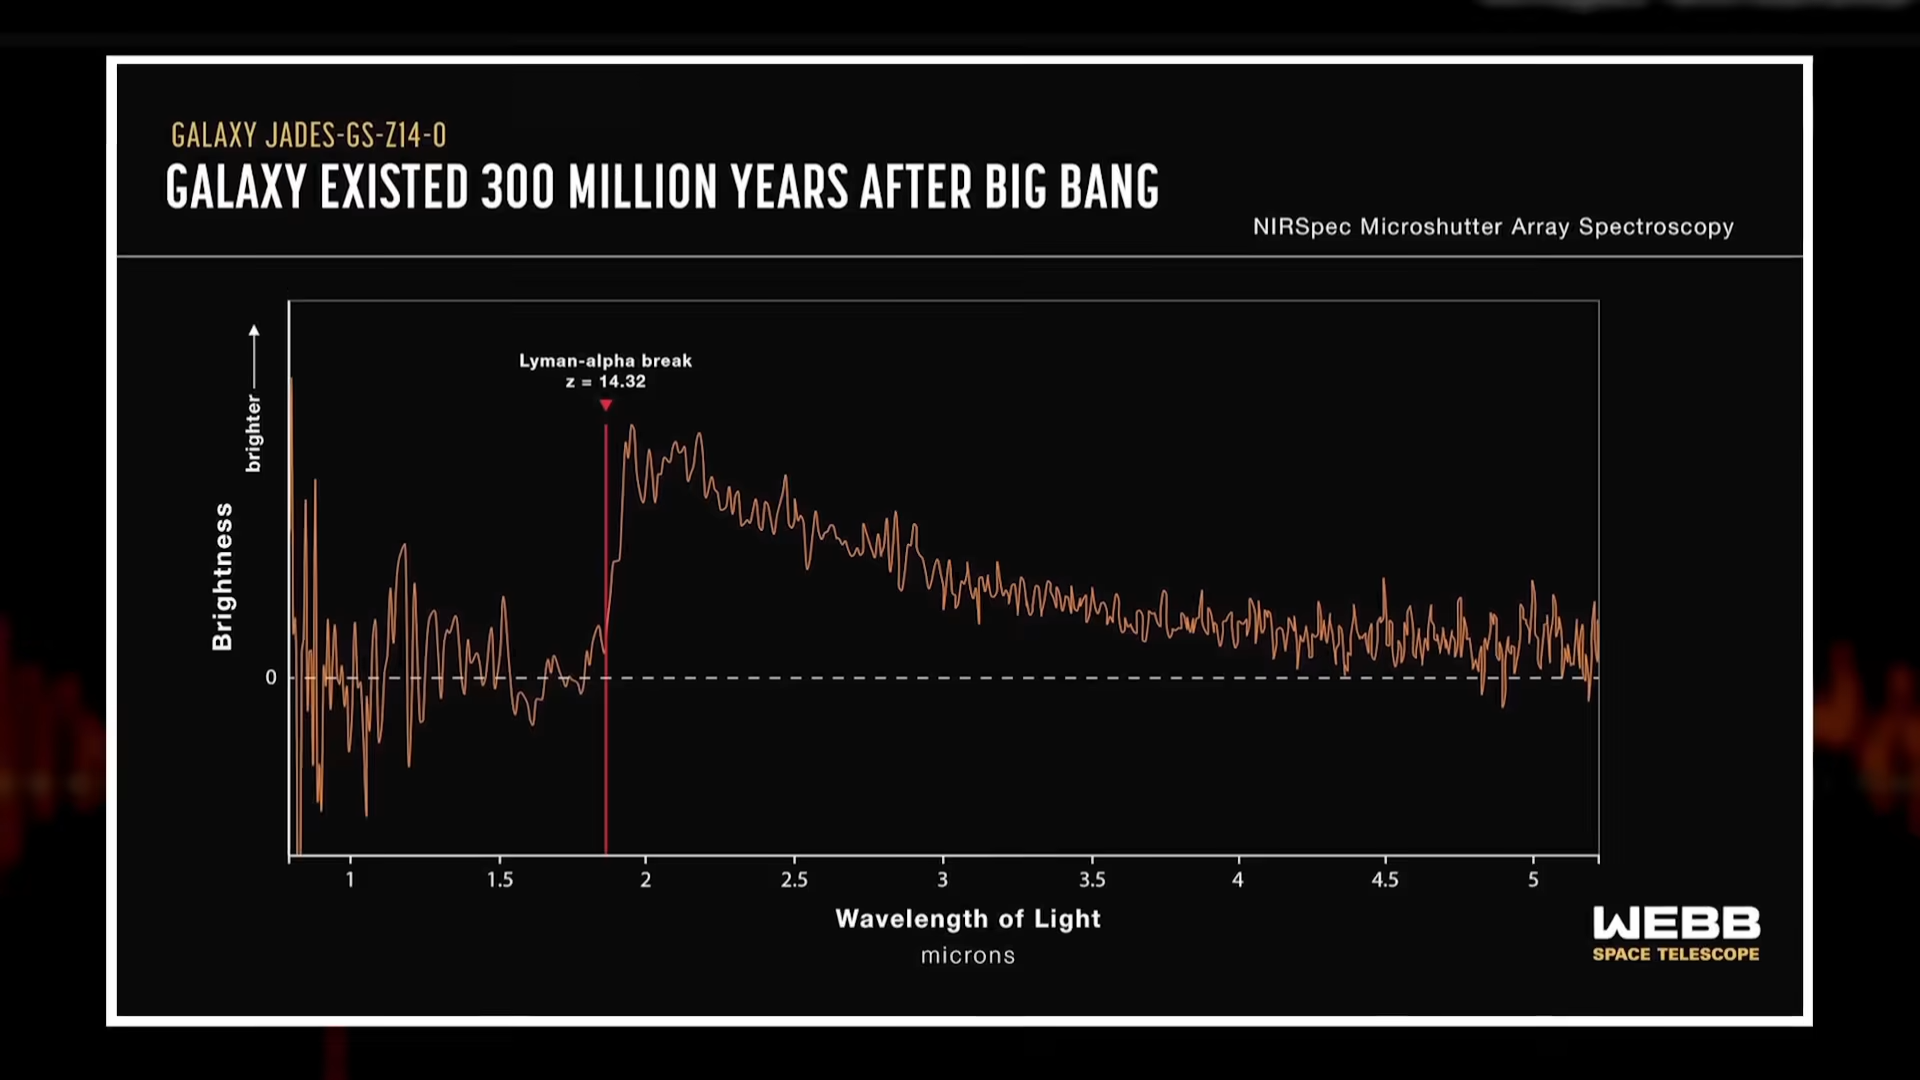 GALAXY JADES-GS-Z14-0
GALAXY EXISTED 300 MILLION YEARS AFTER BIG BANG
NIRSpec Microshutter Array Spectroscopy
Lyman-alpha break
z = 14.32
brighter
Brightness
0
1 1.5 2 2.5 3 3.5 4 4.5 5
Wavelength of Light
microns
WEBB
SPACE TELESCOPE